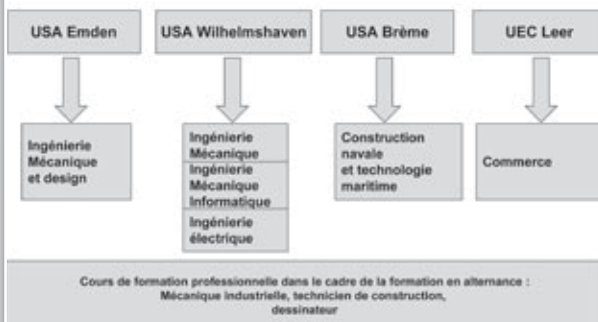 USA Emden
USA Wilhelmshaven
USA Brème
UEC Leer
Ingénierie
Mécanique
et design
Ingénierie
Mécanique
Ingénierie
Mécanique
Informatique
Ingénierie
électrique
Construction
navale
et technologie
maritime
Commerce
Cours de formation professionnelle dans le cadre de la formation en alternance :
Mécanique industrielle, technicien de construction,
dessinateur